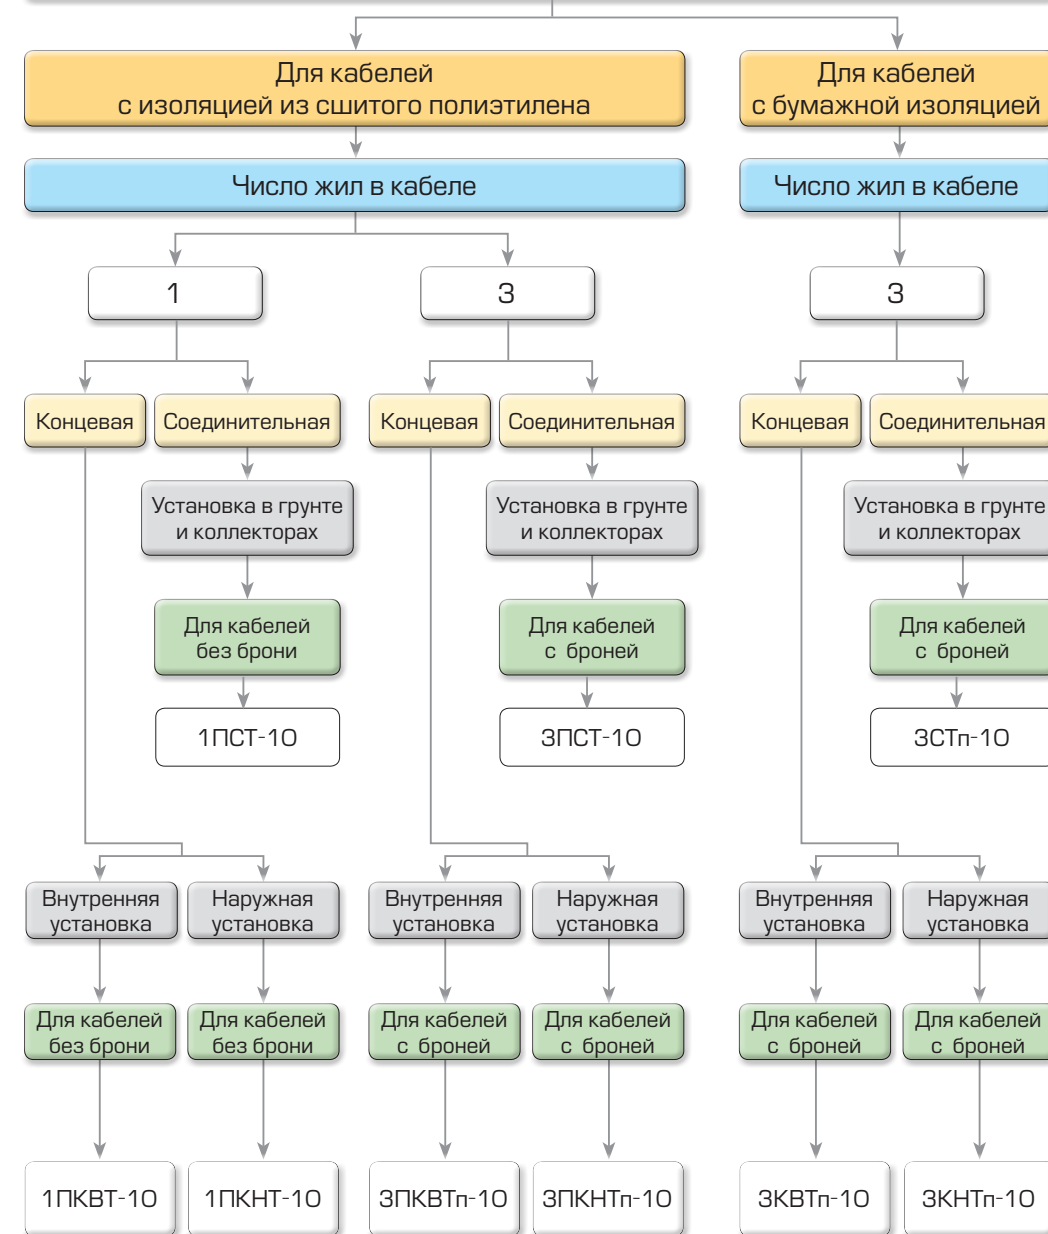 Для кабелей
с изоляцией из сшитого полиэтилена
Для кабелей
с бумажной изоляцией
Число жил в кабеле
Число жил в кабеле
1
3
3
Концевая
Соединительная
Концевая
Соединительная
Концевая
Соединительная
Установка в грунте
и коллекторах
Установка в грунте
и коллекторах
Установка в грунте
и коллекторах
Для кабелей
без брони
Для кабелей
с броней
Для кабелей
с броней
1ПСТ-10
3ПСТ-10
3СТп-10
Внутренняя
установка
Наружная
установка
Внутренняя
установка
Наружная
установка
Внутренняя
установка
Наружная
установка
Для кабелей
без брони
Для кабелей
без брони
Для кабелей
с броней
Для кабелей
с броней
Для кабелей
с броней
Для кабелей
с броней
1ПКВТ-10
1ПКНТ-10
3ПКВТп-10
3ПКНТп-10
3КВТп-10
3КНТп-10